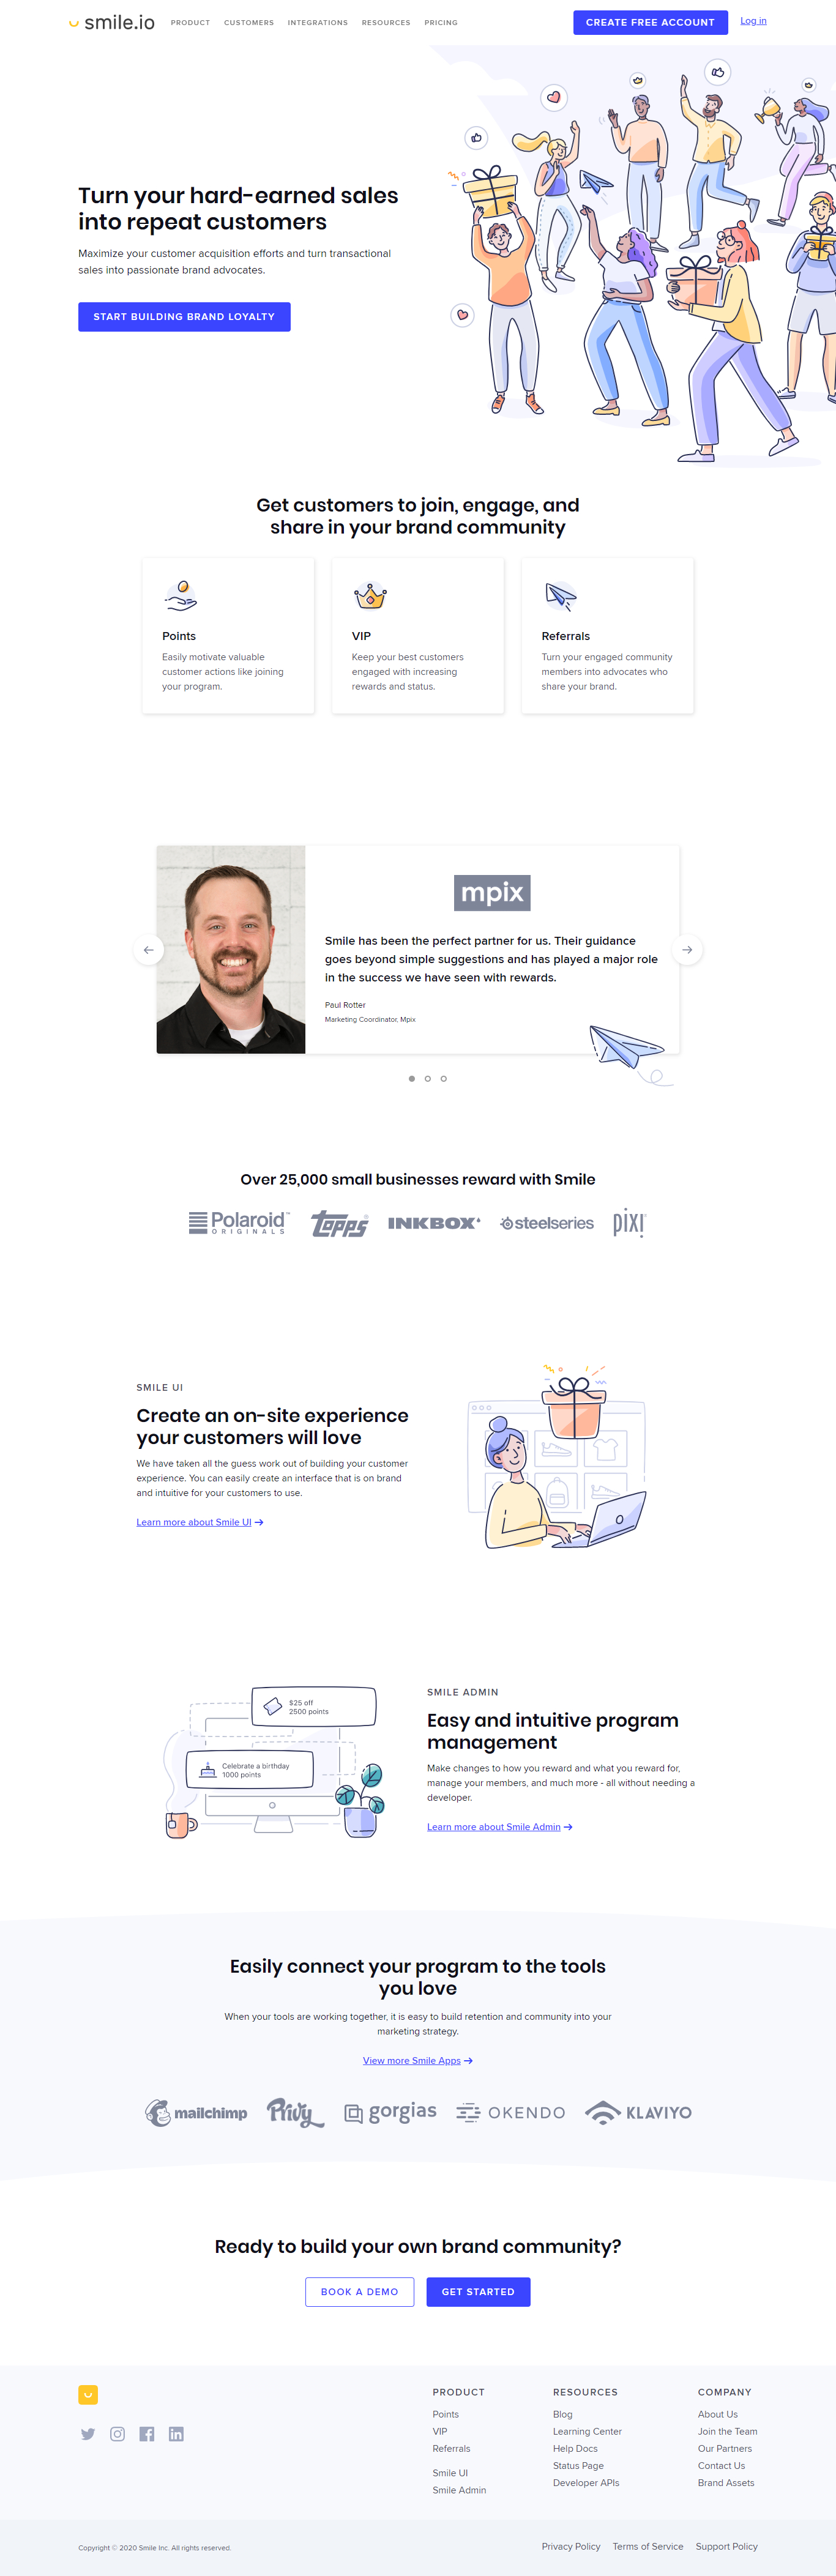 smile.io
PRODUCT CUSTOMERS INTEGRATIONS RESOURCES PRICING
CREATE FREE ACCOUNT
Log in
Turn your hard-earned sales
into repeat customers
Maximize your customer acquisition efforts and turn transactional
sales into passionate brand advocates.
START BUILDING BRAND LOYALTY
Get customers to join, engage, and
share in your brand community
Points
Easily motivate valuable
customer actions like joining
your program.
VIP
Keep your best customers
engaged with increasing
rewards and status.
Referrals
Turn your engaged community
members into advocates who
share your brand.
mpix
Smile has been the perfect partner for us. Their guidance
goes beyond simple suggestions and has played a major role
in the success we have seen with rewards.
Paul Rotter
Marketing Coordinator, Mpix
Over 25,000 small businesses reward with Smile
Polaroid™
ORIGINALS
Topps®
INKBOX
steelseries
pixi
SMILE UI
Create an on-site experience
your customers will love
We have taken all the guess work out of building your customer
experience. You can easily create an interface that is on brand
and intuitive for your customers to use.
Learn more about Smile UI →
$25 off
2500 points
Celebrate a birthday
1000 points
SMILE ADMIN
Easy and intuitive program
management
Make changes to how you reward and what you reward for,
manage your members, and much more - all without needing a
developer.
Learn more about Smile Admin →
Easily connect your program to the tools
you love
When your tools are working together, it is easy to build retention and community into your
marketing strategy.
View more Smile Apps →
mailchimp
Privy
gorgias
OKENDO
KLAVIYO
Ready to build your own brand community?
BOOK A DEMO
GET STARTED
PRODUCT
Points
VIP
Referrals
Smile UI
Smile Admin
RESOURCES
Blog
Learning Center
Help Docs
Status Page
Developer APIs
COMPANY
About Us
Join the Team
Our Partners
Contact Us
Brand Assets
Copyright © 2020 Smile Inc. All rights reserved.
Privacy Policy Terms of Service Support Policy